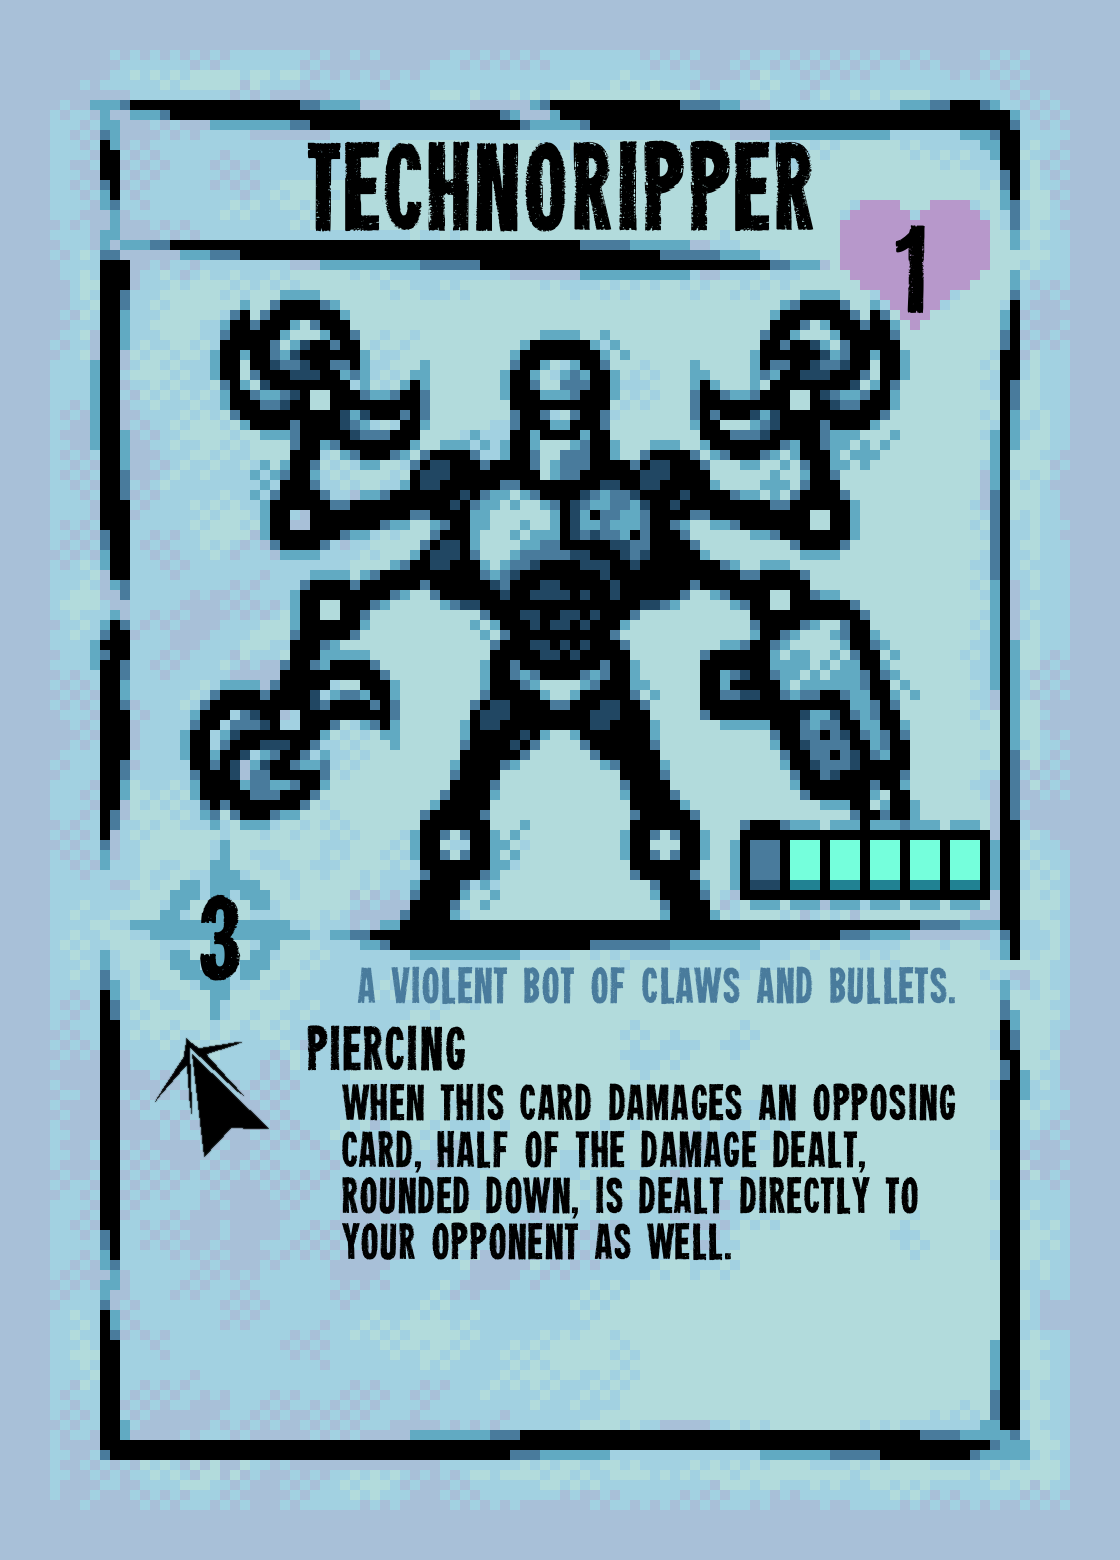 TECHNORIPPER
1
3
A VIOLENT BOT OF CLAWS AND BULLETS.
PIERCING
WHEN THIS CARD DAMAGES AN OPPOSING
CARD, HALF OF THE DAMAGE DEALT,
ROUNDED DOWN, IS DEALT DIRECTLY TO
YOUR OPPONENT AS WELL.